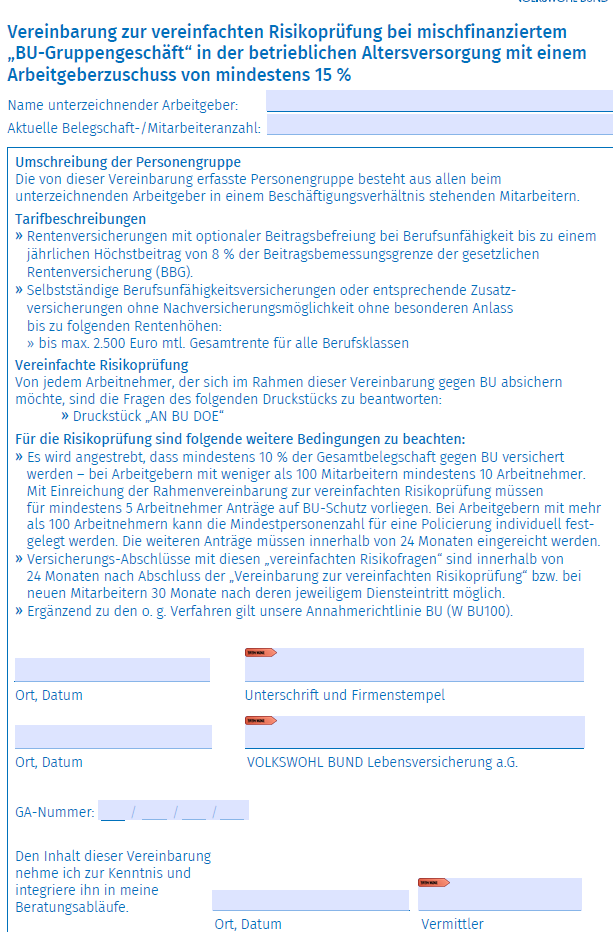 VOLKSWOHL BUND
Vereinbarung zur vereinfachten Risikoprüfung bei mischfinanziertem
„BU-Gruppengeschäft“ in der betrieblichen Altersversorgung mit einem
Arbeitgeberzuschuss von mindestens 15 %
Name unterzeichnender Arbeitgeber:
Aktuelle Belegschaft-/Mitarbeiteranzahl:
Umschreibung der Personengruppe
Die von dieser Vereinbarung erfasste Personengruppe besteht aus allen beim
unterzeichnenden Arbeitgeber in einem Beschäftigungsverhältnis stehenden Mitarbeitern.
Tarifbeschreibungen
» Rentenversicherungen mit optionaler Beitragsbefreiung bei Berufsunfähigkeit bis zu einem
jährlichen Höchstbeitrag von 8 % der Beitragsbemessungsgrenze der gesetzlichen
Rentenversicherung (BBG).
» Selbstständige Berufsunfähigkeitsversicherungen oder entsprechende Zusatz-
versicherungen ohne Nachversicherungsmöglichkeit ohne besonderen Anlass
bis zu folgenden Rentenhöhen:
» bis max. 2.500 Euro mtl. Gesamtrente für alle Berufsklassen
Vereinfachte Risikoprüfung
Von jedem Arbeitnehmer, der sich im Rahmen dieser Vereinbarung gegen BU absichern
möchte, sind die Fragen des folgenden Druckstücks zu beantworten:
» Druckstück „AN BU DOE“
Für die Risikoprüfung sind folgende weitere Bedingungen zu beachten:
» Es wird angestrebt, dass mindestens 10 % der Gesamtbelegschaft gegen BU versichert
werden – bei Arbeitgebern mit weniger als 100 Mitarbeitern mindestens 10 Arbeitnehmer.
Mit Einreichung der Rahmenvereinbarung zur vereinfachten Risikoprüfung müssen
für mindestens 5 Arbeitnehmer Anträge auf BU-Schutz vorliegen. Bei Arbeitgebern mit mehr
als 100 Arbeitnehmern kann die Mindestpersonenzahl für eine Policierung individuell fest-
gelegt werden. Die weiteren Anträge müssen innerhalb von 24 Monaten eingereicht werden.
» Versicherungs-Abschlüsse mit diesen „vereinfachten Risikofragen“ sind innerhalb von
24 Monaten nach Abschluss der „Vereinbarung zur vereinfachten Risikoprüfung“ bzw. bei
neuen Mitarbeitern 30 Monate nach deren jeweiligem Diensteintritt möglich.
» Ergänzend zu den o. g. Verfahren gilt unsere Annahmerichtlinie BU (W BU100).
Ort, Datum
Unterschrift und Firmenstempel
Ort, Datum
VOLKSWOHL BUND Lebensversicherung a.G.
GA-Nummer: / / /
Den Inhalt dieser Vereinbarung
nehme ich zur Kenntnis und
integriere ihn in meine
Beratungsabläufe.
Ort, Datum
Vermittler